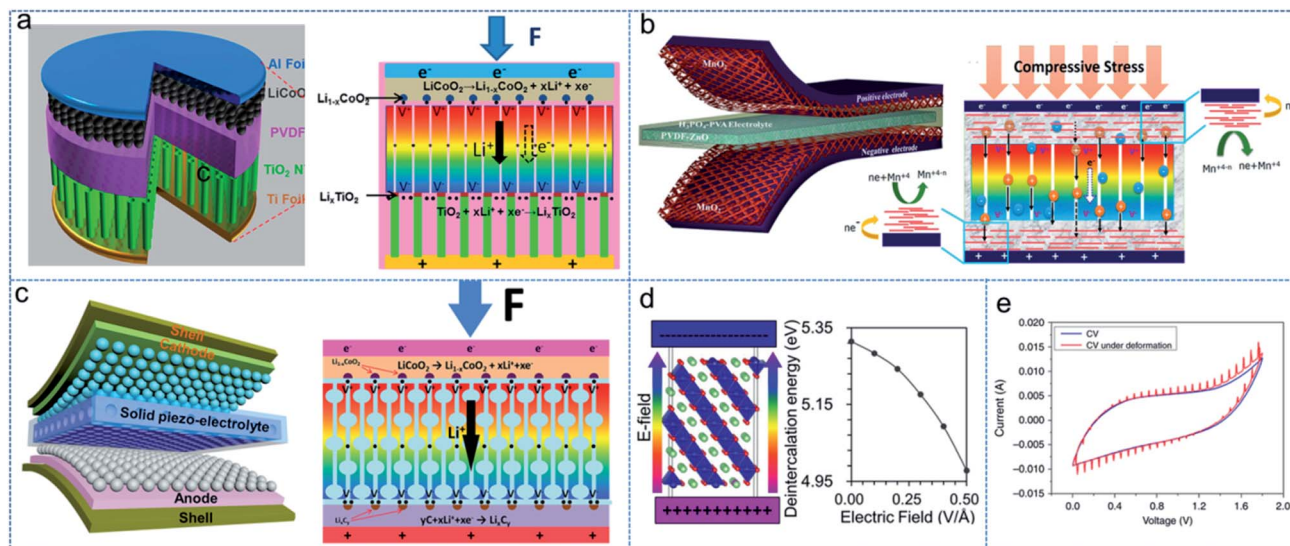 a
Al Foi
LiCoO
PVDF
TiO₂ N
Ti Foil
C
F
e⁻ e⁻ e⁻
LiCoO₂→Li₁₋ₓCoO₂ + xLi⁺ + xe⁻
Li₁₋ₓCoO₂
V⁺ V⁺ V⁺ V⁺ V⁺ V⁺
Li⁺ e⁻
V⁻ V⁻ V⁻ V⁻ V⁻ V⁻
LiₓTiO₂
TiO₂ + xLi⁺ + xe⁻→LiₓTiO₂
+ + +
b
MnO₂
Positive electrode
H₃PO₄-PVA Electrolyte
PVDF-ZnO
Negative electrode
MnO₂
ne+Mn⁺⁴ Mn⁺⁴⁻ⁿ
ne⁻
Compressive Stress
e⁻ e⁻ e⁻ e⁻ e⁻ e⁻ e⁻
e⁻
+ + + + + +
Mn⁺⁴⁻ⁿ ne+Mn⁺⁴
c
Shell
Cathode
Solid piezo-electrolyte
Anode
Shell
F
e⁻ e⁻ e⁻ e⁻ e⁻
Li₁₋ₓCoO₂
LiCoO₂ → Li₁₋ₓCoO₂ + xLi⁺+xe⁻
Li⁺
LiₓCᵧ
yC+xLi⁺+xe⁻ → LiₓCᵧ
+ + + + +
d
E-field
+++++++++++
Deintercalation energy (eV)
5.35
5.15
4.95
0.00 0.25 0.50
Electric Field (V/Å)
e
CV
CV under deformation
Current (A)
0.020
0.015
0.010
0.005
0.000
−0.005
−0.010
−0.015
0.0 0.4 0.8 1.2 1.6 2.0
Voltage (V)